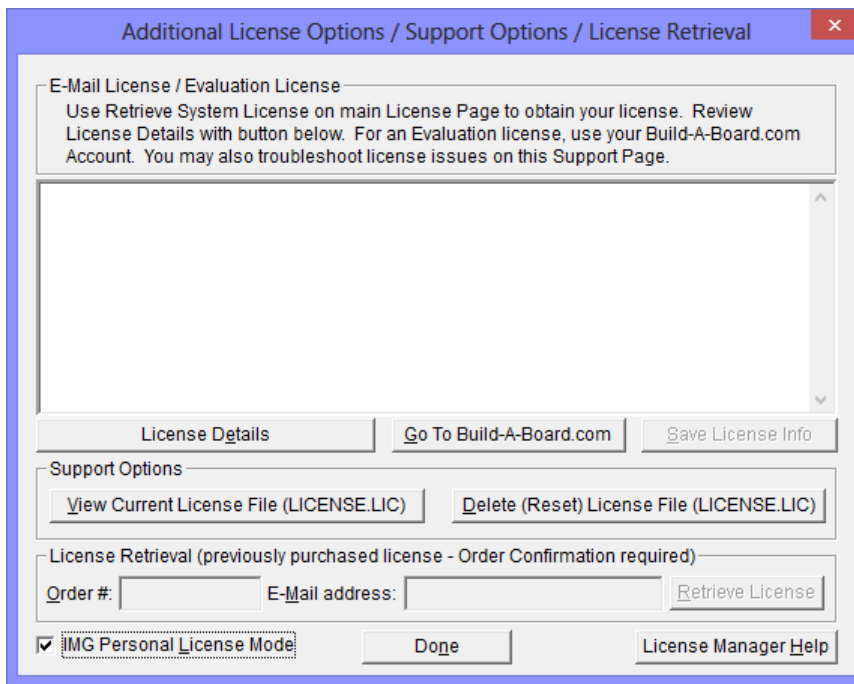 Additional License Options / Support Options / License Retrieval
E-Mail License / Evaluation License
Use Retrieve System License on main License Page to obtain your license. Review
License Details with button below. For an Evaluation license, use your Build-A-Board.com
Account. You may also troubleshoot license issues on this Support Page.
License Details Go To Build-A-Board.com Save License Info
Support Options
View Current License File (LICENSE.LIC) Delete (Reset) License File (LICENSE.LIC)
License Retrieval (previously purchased license - Order Confirmation required)
Order #: E-Mail address: Retrieve License
IMG Personal License Mode Done License Manager Help